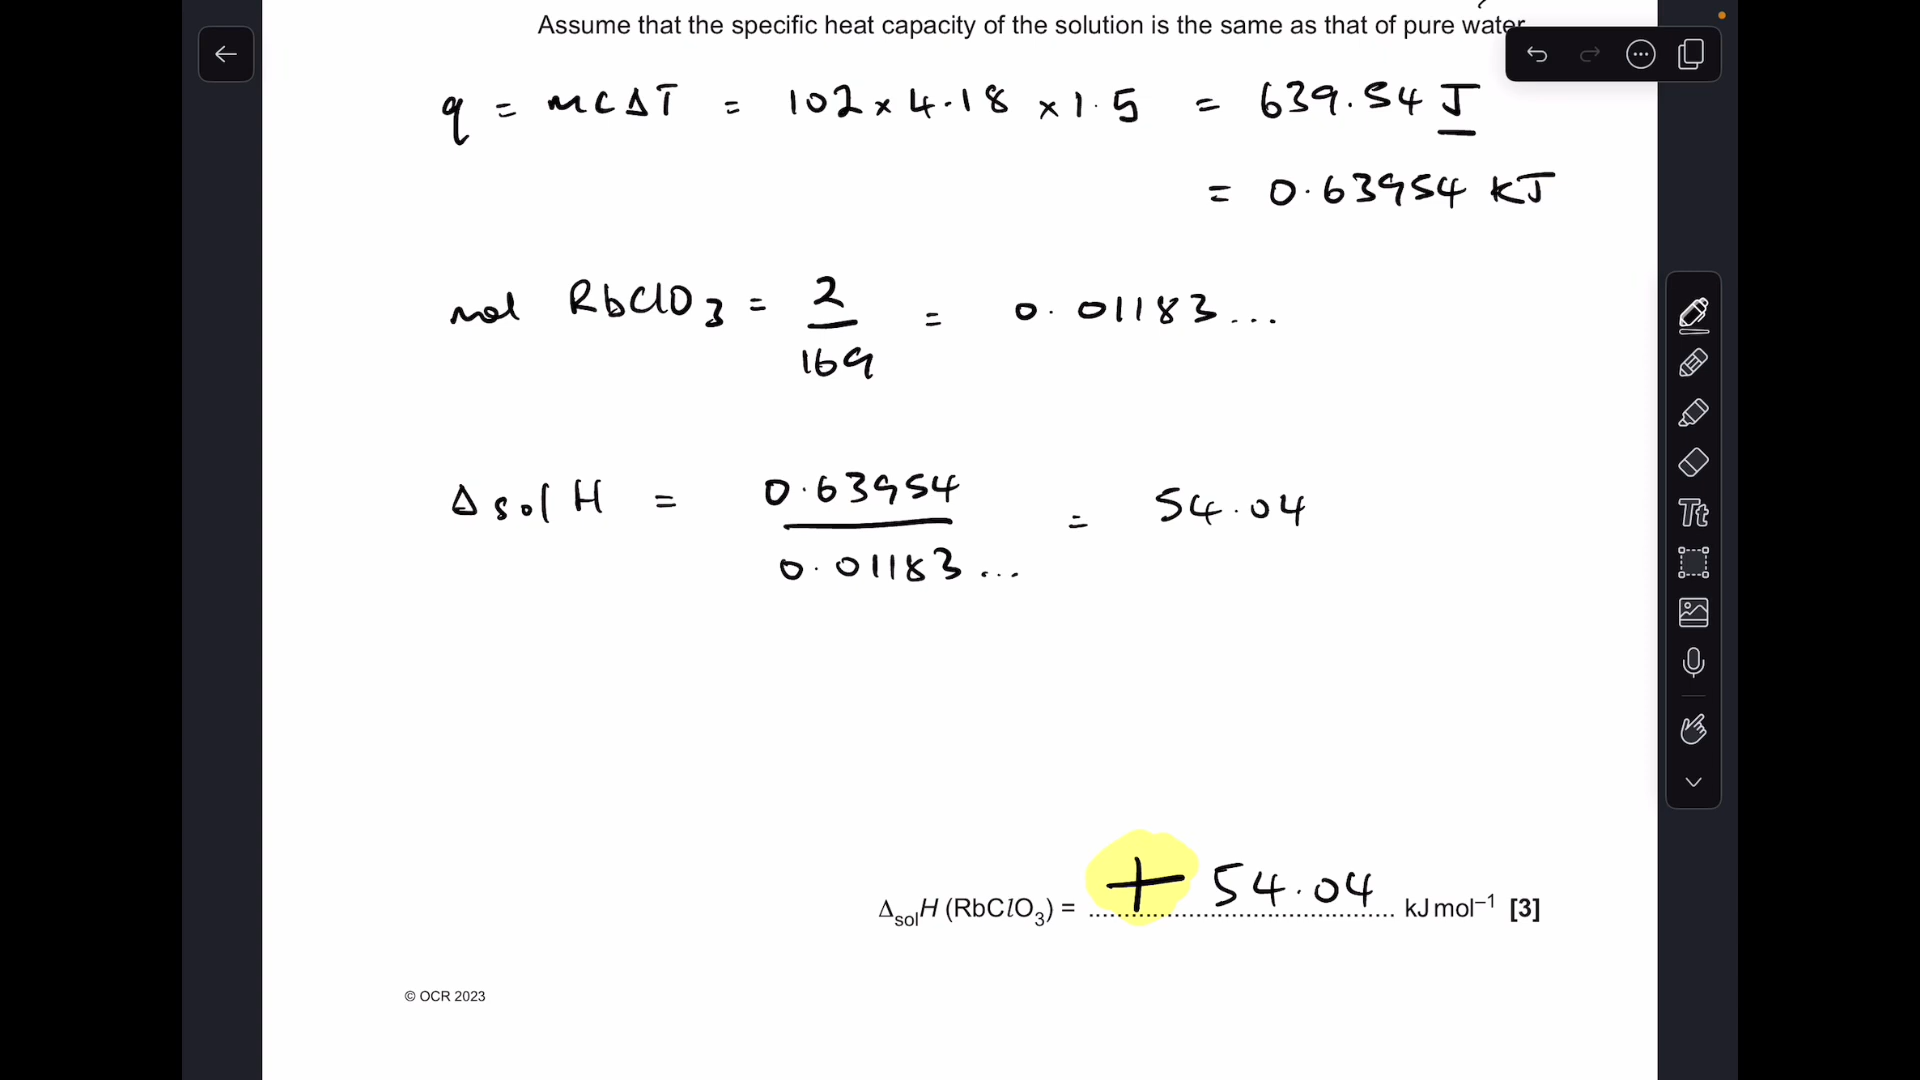 Assume that the specific heat capacity of the solution is the same as that of pure water
q = mcΔT = 102 × 4.18 × 1.5 = 639.54 J
= 0.63954 kJ
mol RbClO₃ = 2/169 = 0.01183...
Δsol H = 0.63954/0.01183... = 54.04
ΔsolH (RbClO₃) = + 54.04 kJ mol⁻¹ [3]
© OCR 2023
Tt